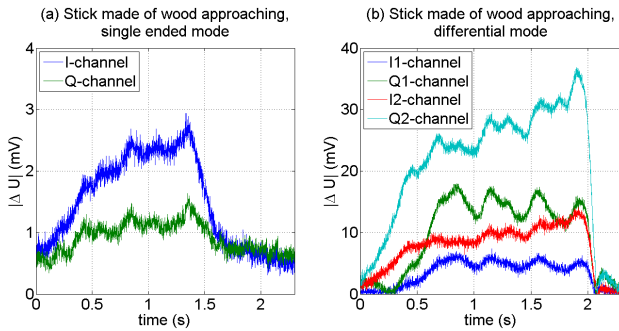 (a) Stick made of wood approaching,
single ended mode
4
3
2
1
0
|Δ U| (mV)
I-channel
Q-channel
0 0.5 1 1.5 2
time (s)
(b) Stick made of wood approaching,
differential mode
40
30
20
10
0
|Δ U| (mV)
I1-channel
Q1-channel
I2-channel
Q2-channel
0 0.5 1 1.5 2
time (s)